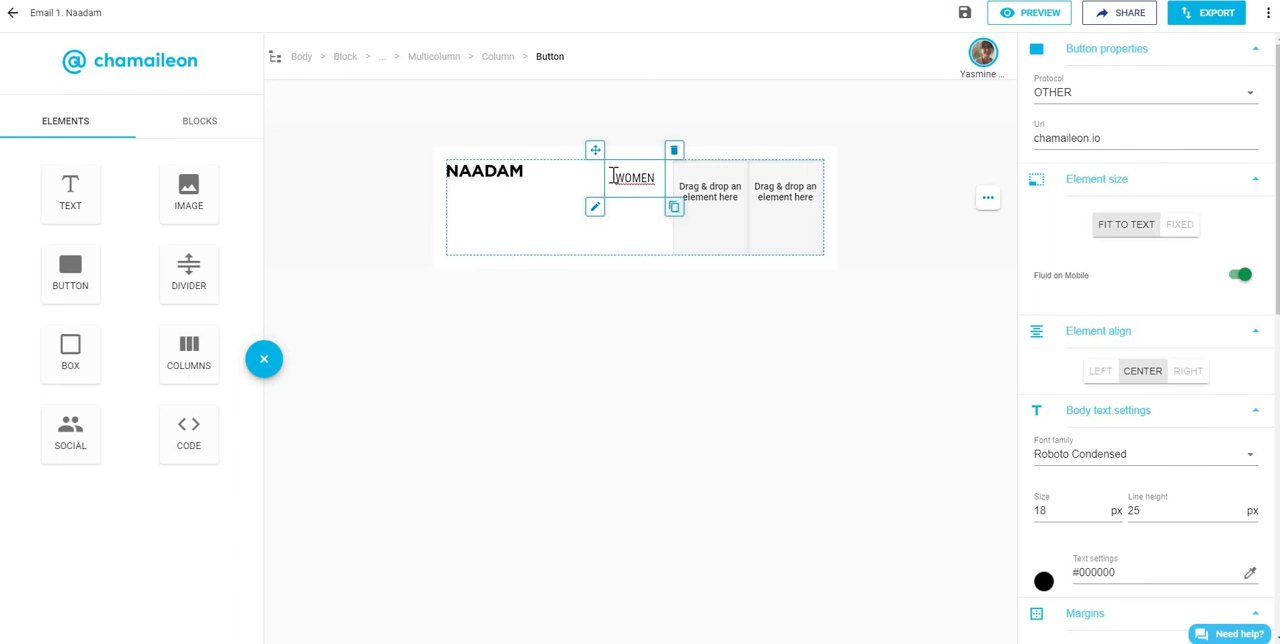 Email 1. Naadam
PREVIEW
SHARE
EXPORT
@ chamaileon
Body > Block > ... > Multicolumn > Column > Button
Yasmine ...
ELEMENTS
BLOCKS
TEXT
IMAGE
BUTTON
DIVIDER
BOX
COLUMNS
SOCIAL
CODE
NAADAM
WOMEN
Drag & drop an
element here
Drag & drop an
element here
Button properties
Protocol
OTHER
Url
chamaileon.io
Element size
FIT TO TEXT
FIXED
Fluid on Mobile
Element align
LEFT
CENTER
RIGHT
Body text settings
Font family
Roboto Condensed
Size
18 px
Line height
25 px
Text settings
#000000
Margins
Need help?